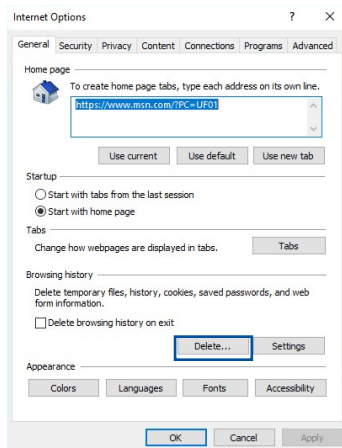 Internet Options ? X
General Security Privacy Content Connections Programs Advanced
Home page
To create home page tabs, type each address on its own line.
https://www.msn.com/?PC=UF01
Use current Use default Use new tab
Startup
Start with tabs from the last session
Start with home page
Tabs
Change how webpages are displayed in tabs. Tabs
Browsing history
Delete temporary files, history, cookies, saved passwords, and web
form information.
Delete browsing history on exit
Delete... Settings
Appearance
Colors Languages Fonts Accessibility
OK Cancel Apply